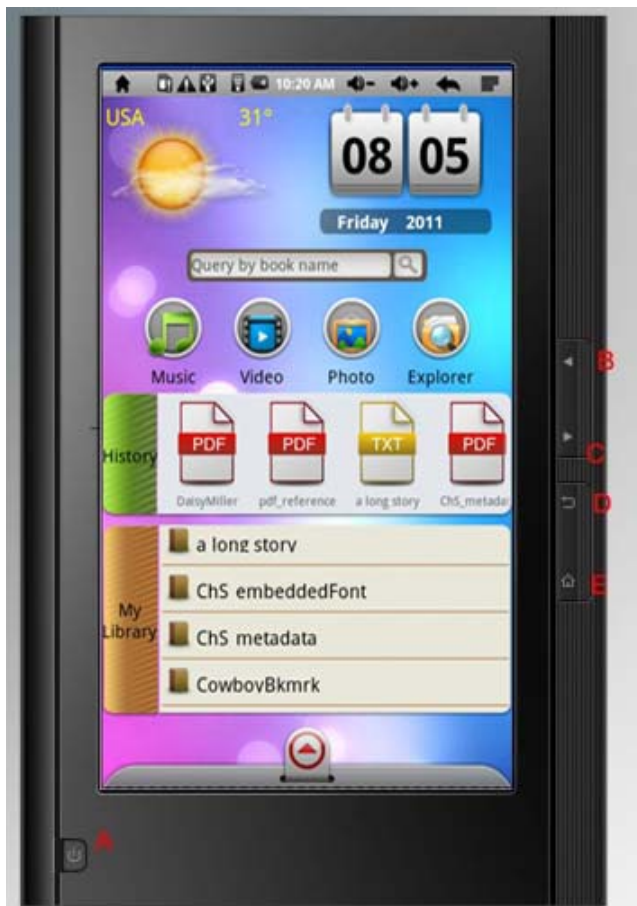 10:20 AM
USA 31°
08 05
Friday 2011
Query by book name
Music Video Photo Explorer
B
History
PDF PDF TXT PDF
C
DaisyMiller pdf_reference a long story ChS_metadat
D
My Library
a long story
ChS embeddedFont
E
ChS metadata
CowboyBkmrk
A